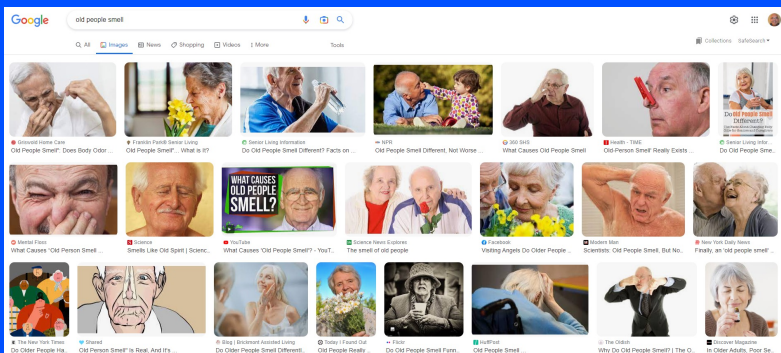 Google
old people smell
All Images News Shopping Videos More Tools
Collections SafeSearch
Griswold Home Care
Old People Smell": Does Body Odor ...
Franklin Park® Senior Living
Old People Smell"... What is it?
Senior Living Information
Do Old People Smell Different? Facts on ...
NPR
Old People Smell Different, Not Worse ...
360 SHS
What Causes Old People Smell
Health - TIME
Old-Person Smell' Really Exists ...
Do Old People Smell
Different?
Senior Living Infor...
Do Old People Sme...
Mental Floss
What Causes 'Old Person Smell ...
Science
Smells Like Old Spirit | Scienc...
WHAT CAUSES
OLD PEOPLE
SMELL?
YouTube
What Causes 'Old People Smell'? - YouT...
Science News Explores
The smell of old people
Facebook
Visiting Angels Do Older People ...
Modern Men
Scientists: Old People Smell, But No...
New York Daily News
Finally, an 'old people smell' ...
The New York Times
Do Older People Ha...
Shared
Old Person Smell" Is Real, And It's ...
Blog | Brickmont Assisted Living
Do Older People Smell Differentl...
Today I Found Out
Old People Really ...
Flickr
Do Old People Smell Funn...
HuffPost
Old People Smell ...
The Oldish
Why Do Old People Smell? | The O...
Discover Magazine
In Older Adults, Poor Se...